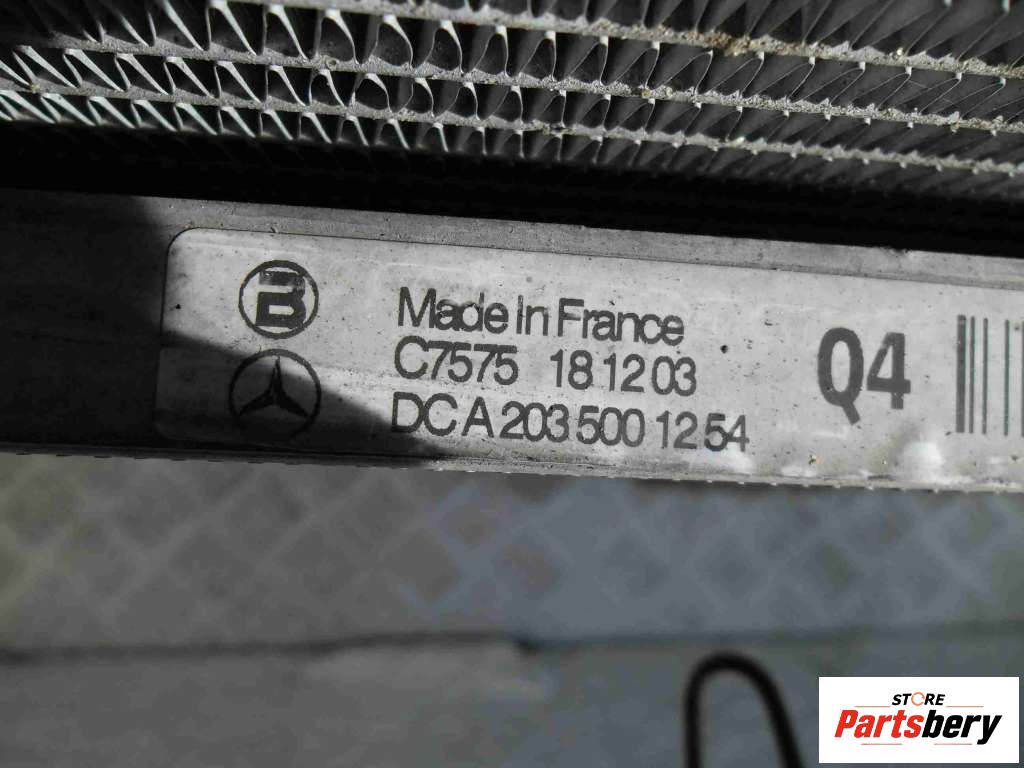 B
Made In France
C7575 18 12 03
DC A 203 500 12 54
Q4
STORE
Partsbery